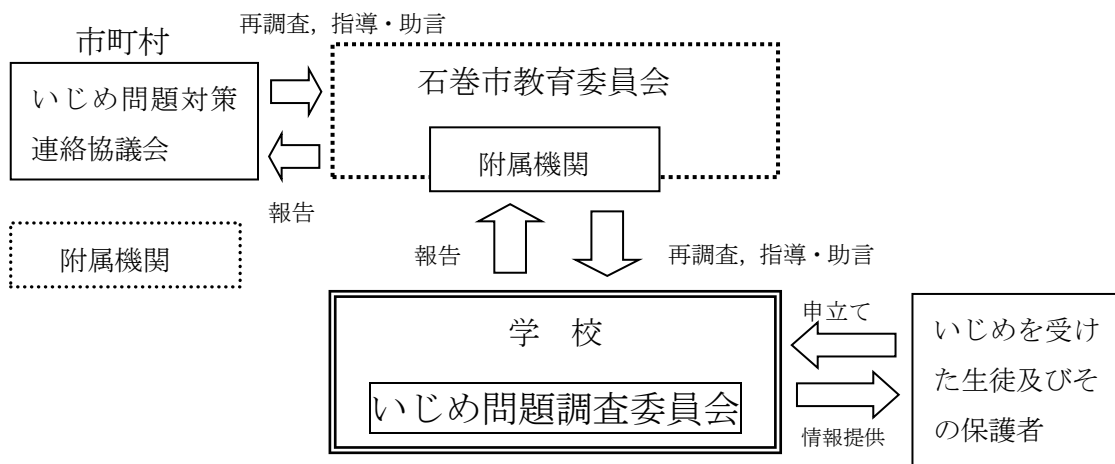 再調査，指導・助言
市町村
いじめ問題対策
連絡協議会
石巻市教育委員会
附属機関
報告
附属機関
報告
再調査，指導・助言
学　校
いじめ問題調査委員会
申立て
情報提供
いじめを受け
た生徒及びそ
の保護者